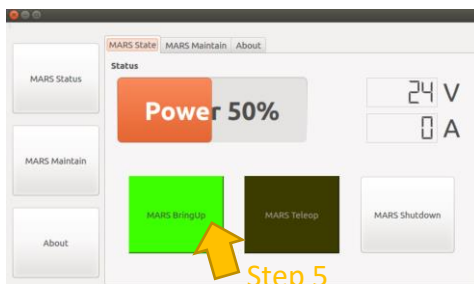 MARS State MARS Maintain About
Status
MARS Status
Power 50%
24 V
0 A
MARS Maintain
MARS BringUp MARS Teleop MARS Shutdown
About
Step 5